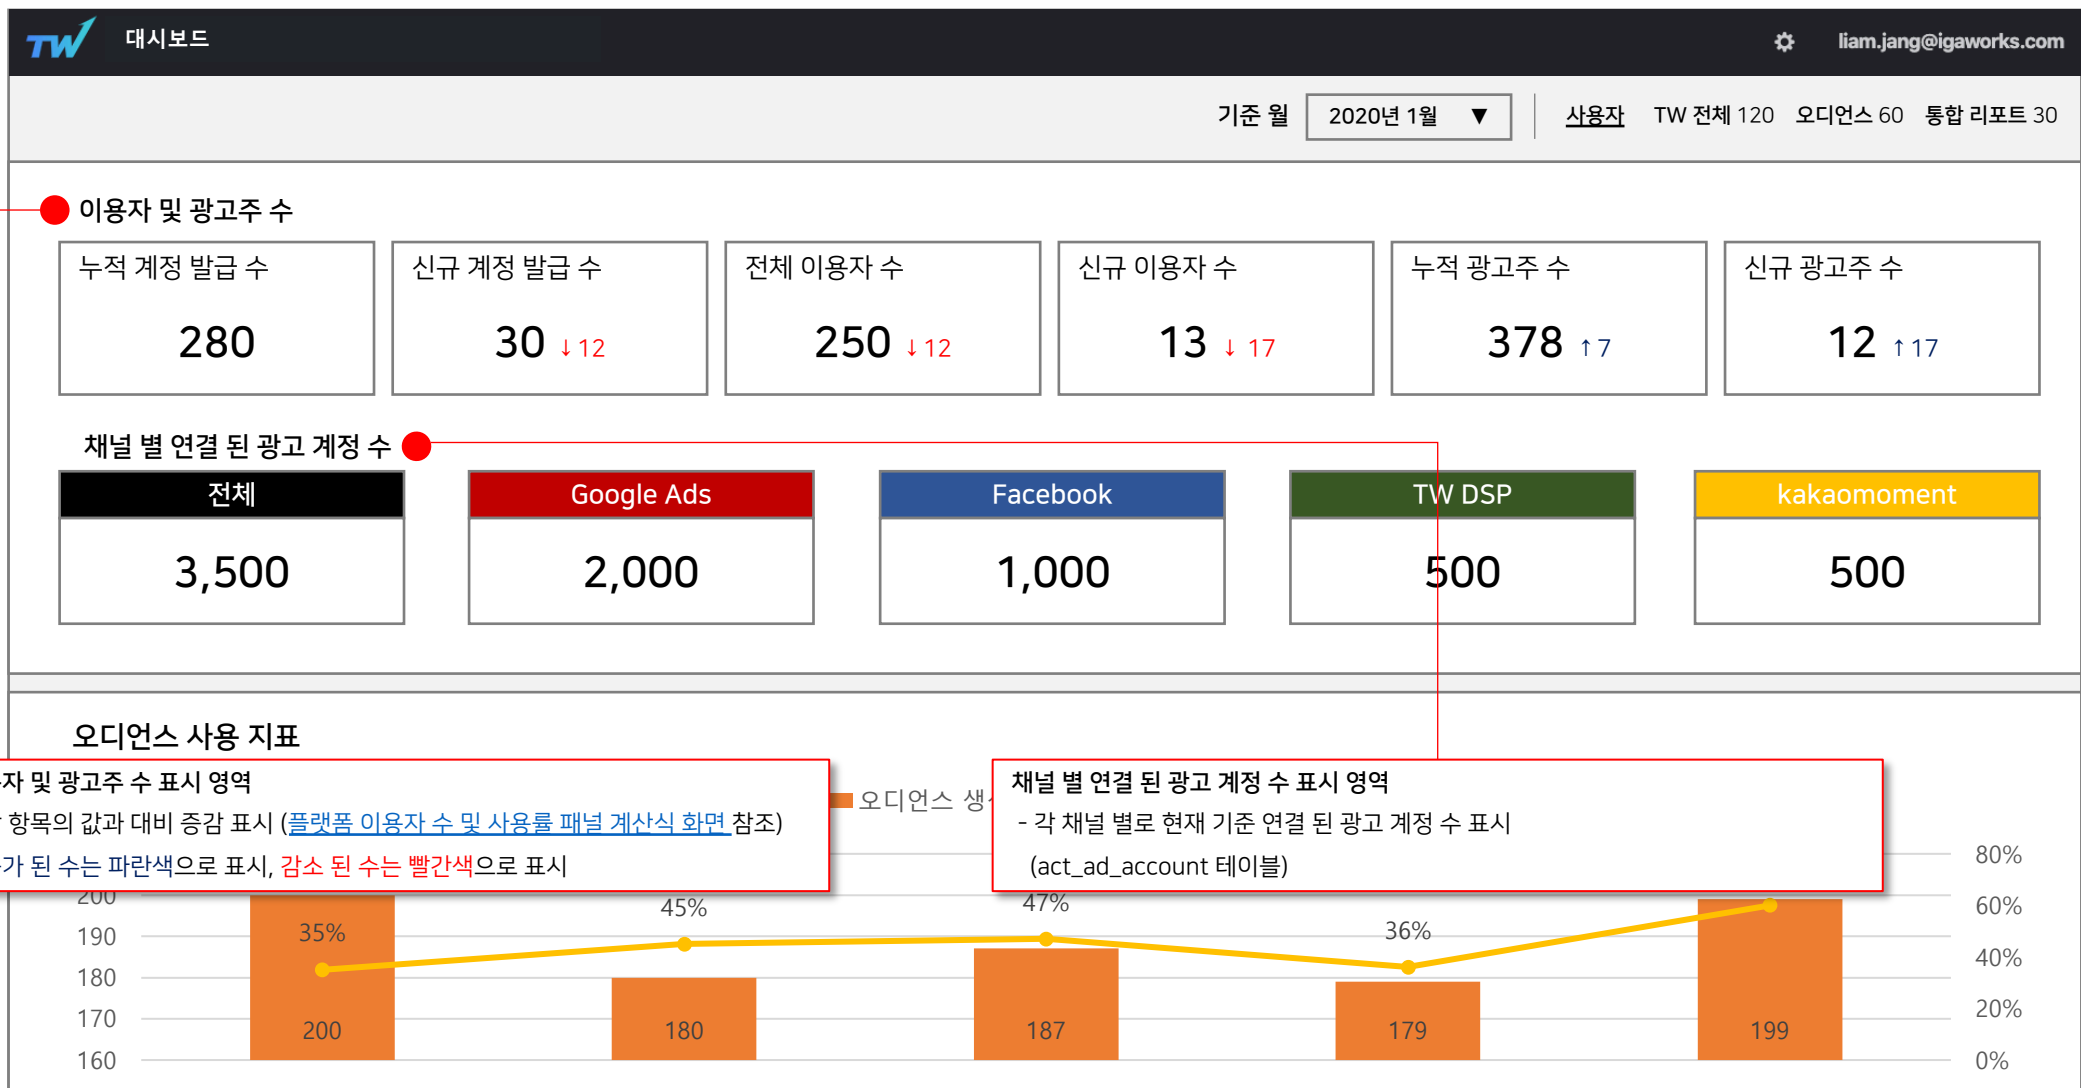 TW 대시보드 liam.jang@igaworks.com
기준 월 2020년 1월 ▼ 사용자 TW 전체 120 오디언스 60 통합 리포트 30
이용자 및 광고주 수
누적 계정 발급 수
280
신규 계정 발급 수
30 ↓12
전체 이용자 수
250 ↓12
신규 이용자 수
13 ↓ 17
누적 광고주 수
378 ↑7
신규 광고주 수
12 ↑17
채널 별 연결 된 광고 계정 수
전체
3,500
Google Ads
2,000
Facebook
1,000
TW DSP
500
kakaomoment
500
오디언스 사용 지표
자 및 광고주 수 표시 영역
항목의 값과 대비 증감 표시 (플랫폼 이용자 수 및 사용률 패널 계산식 화면 참조)
가 된 수는 파란색으로 표시, 감소 된 수는 빨간색으로 표시
오디언스 생
채널 별 연결 된 광고 계정 수 표시 영역
- 각 채널 별로 현재 기준 연결 된 광고 계정 수 표시
(act_ad_account 테이블)
80%
200 45% 47% 60%
190 35% 36% 40%
180
170 20%
200 180 187 179 199
160 0%